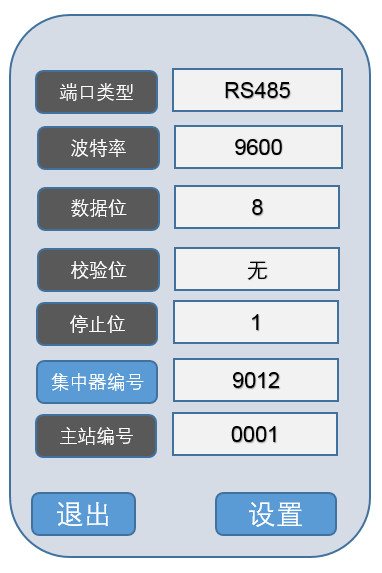 端口类型 RS485
波特率 9600
数据位 8
校验位 无
停止位 1
集中器编号 9012
主站编号 0001
退出 设置